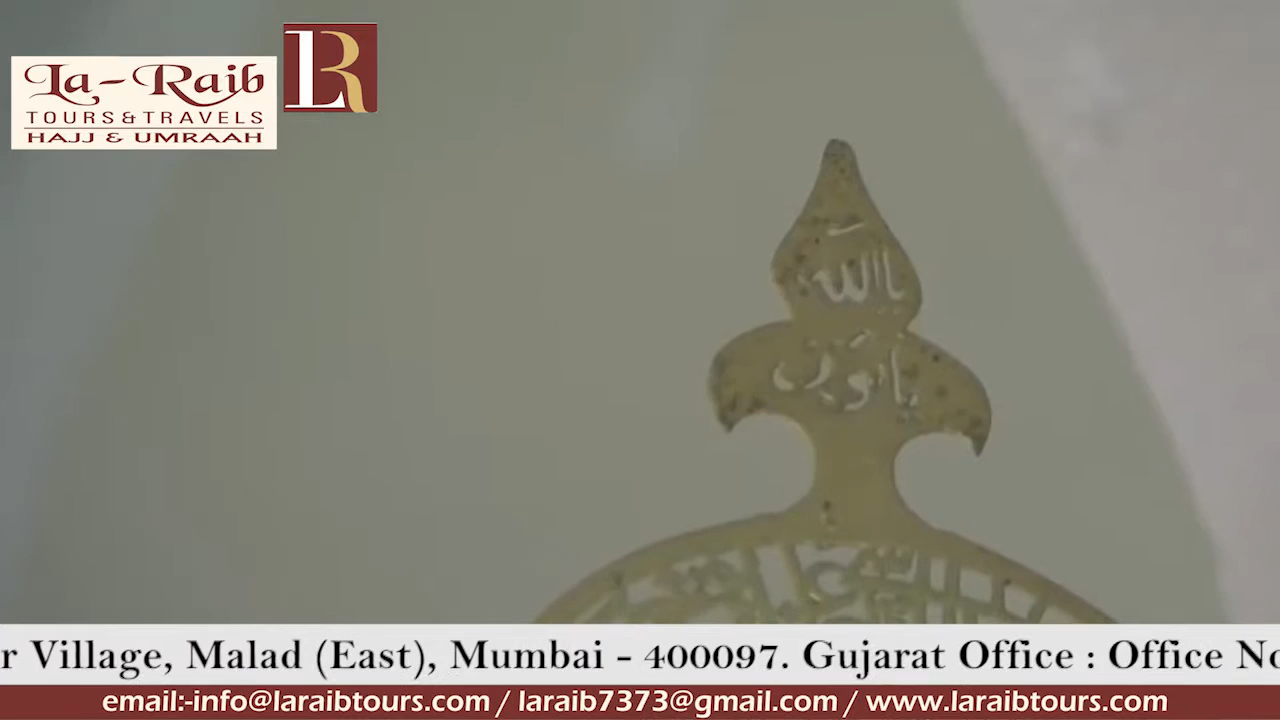 La-Raib
TOURS & TRAVELS
HAJJ & UMRAAH
LR
يا الله
r Village, Malad (East), Mumbai - 400097. Gujarat Office : Office No
email:-info@laraibtours.com / laraib7373@gmail.com / www.laraibtours.com